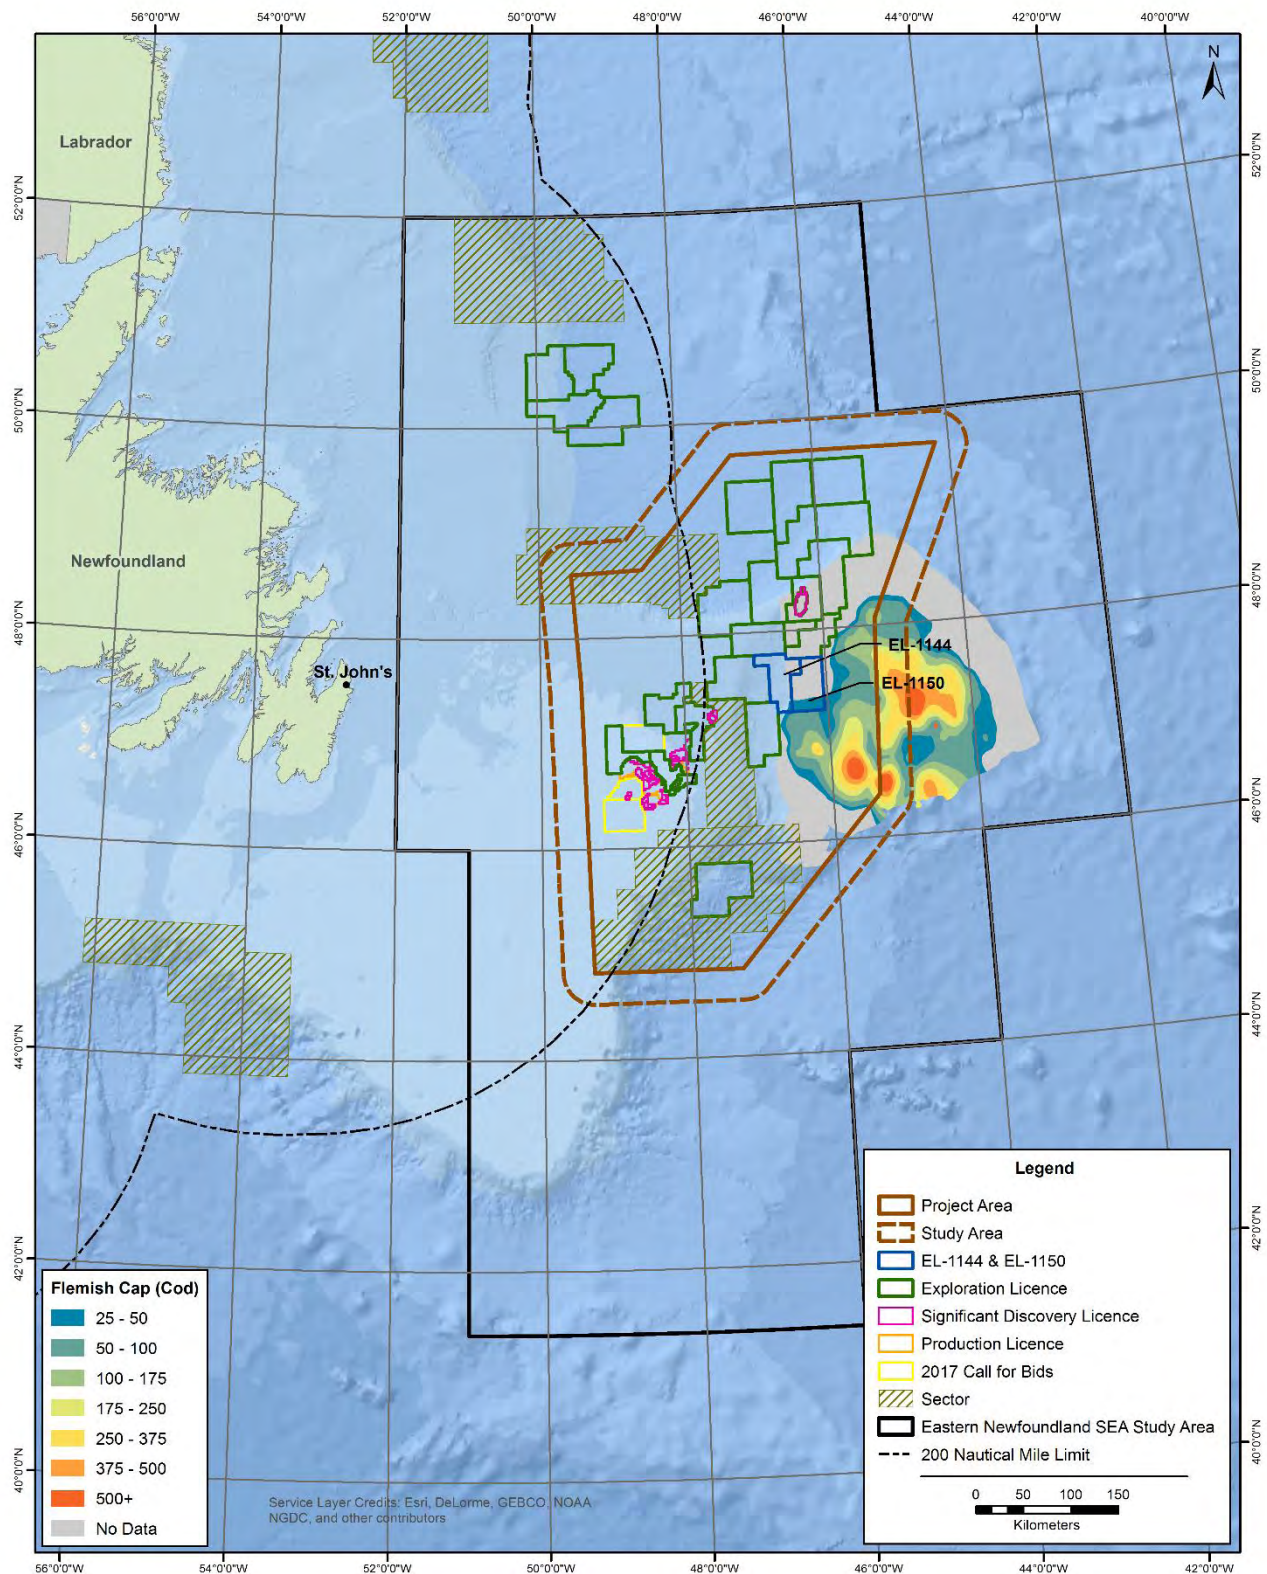 56°0'0"W 54°0'0"W 52°0'0"W 50°0'0"W 48°0'0"W 46°0'0"W 44°0'0"W 42°0'0"W 40°0'0"W
N
Labrador
52°0'0"N
52°0'0"N
50°0'0"N
50°0'0"N
Newfoundland
48°0'0"N
48°0'0"N
EL-1144
St. John's
EL-1150
46°0'0"N
46°0'0"N
44°0'0"N
44°0'0"N
42°0'0"N
42°0'0"N
40°0'0"N
40°0'0"N
Legend
Project Area
Study Area
EL-1144 & EL-1150
Exploration Licence
Significant Discovery Licence
Production Licence
2017 Call for Bids
Sector
Eastern Newfoundland SEA Study Area
200 Nautical Mile Limit
0 50 100 150
Kilometers
Flemish Cap (Cod)
25 - 50
50 - 100
100 - 175
175 - 250
250 - 375
375 - 500
500+
No Data
Service Layer Credits: Esri, DeLorme, GEBCO, NOAA
NGDC, and other contributors
56°0'0"W 54°0'0"W 52°0'0"W 50°0'0"W 48°0'0"W 46°0'0"W 44°0'0"W 42°0'0"W